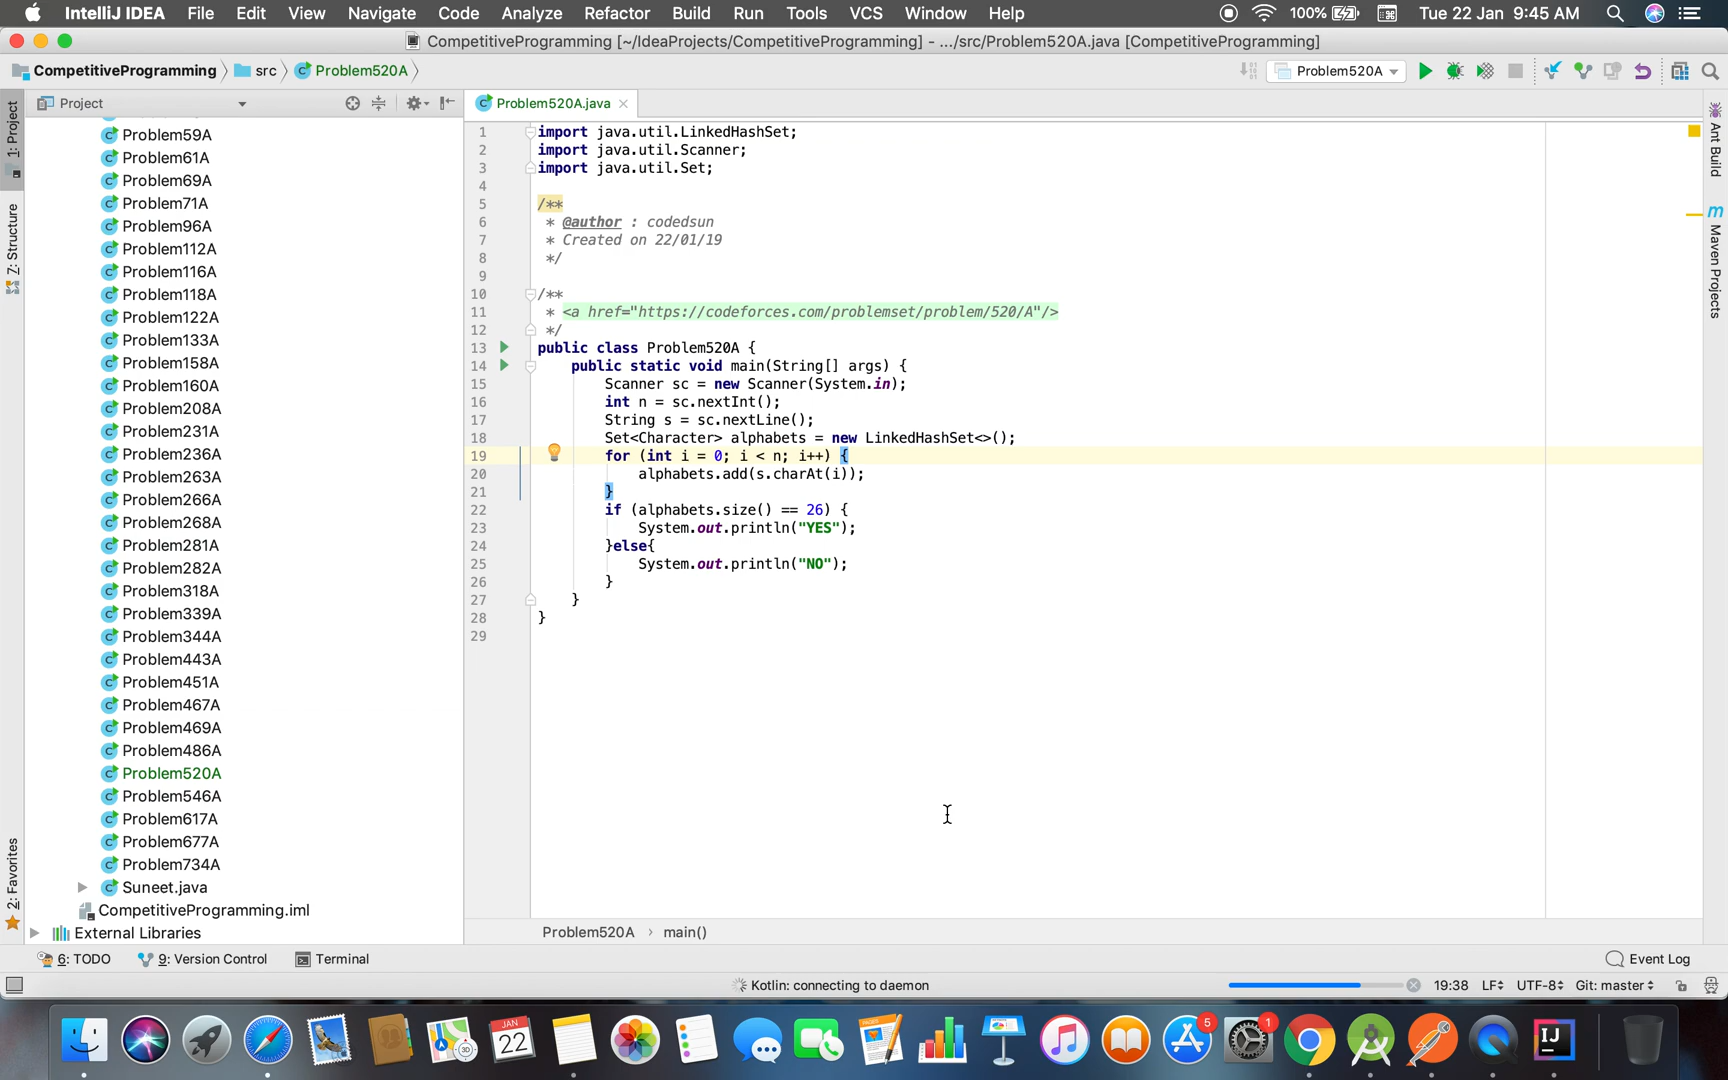 IntelliJ IDEA File Edit View Navigate Code Analyze Refactor Build Run Tools VCS Window Help 100% Tue 22 Jan 9:45 AM
CompetitiveProgramming [~/IdeaProjects/CompetitiveProgramming] - .../src/Problem520A.java [CompetitiveProgramming]
CompetitiveProgramming src Problem520A Problem520A
Project Problem520A.java
1: Project
Z: Structure
2: Favorites
Problem59A
Problem61A
Problem69A
Problem71A
Problem96A
Problem112A
Problem116A
Problem118A
Problem122A
Problem133A
Problem158A
Problem160A
Problem208A
Problem231A
Problem236A
Problem263A
Problem266A
Problem268A
Problem281A
Problem282A
Problem318A
Problem339A
Problem344A
Problem443A
Problem451A
Problem467A
Problem469A
Problem486A
Problem520A
Problem546A
Problem617A
Problem677A
Problem734A
Suneet.java
CompetitiveProgramming.iml
External Libraries
1 import java.util.LinkedHashSet;
2 import java.util.Scanner;
3 import java.util.Set;
4
5 /**
6 * @author : codedsun
7 * Created on 22/01/19
8 */
9
10 /**
11 * <a href="https://codeforces.com/problemset/problem/520/A"/>
12 */
13 public class Problem520A {
14 public static void main(String[] args) {
15 Scanner sc = new Scanner(System.in);
16 int n = sc.nextInt();
17 String s = sc.nextLine();
18 Set<Character> alphabets = new LinkedHashSet<>();
19 for (int i = 0; i < n; i++) {
20 alphabets.add(s.charAt(i));
21 }
22 if (alphabets.size() == 26) {
23 System.out.println("YES");
24 }else{
25 System.out.println("NO");
26 }
27 }
28 }
29
Ant Build
Maven Projects
Problem520A › main()
6: TODO 9: Version Control Terminal Event Log
Kotlin: connecting to daemon 19:38 LF UTF-8 Git: master
JAN
22
3D
5
1
IJ